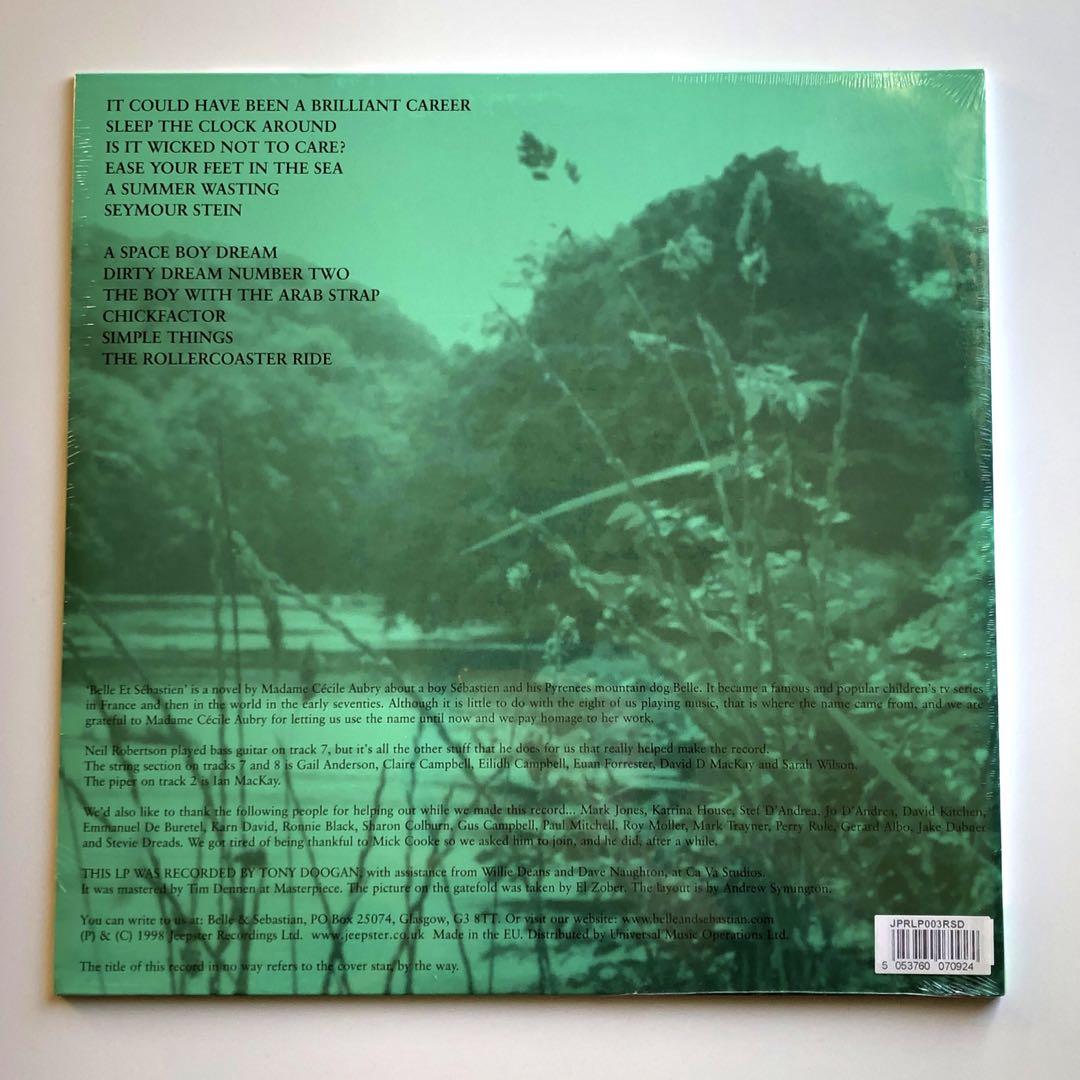 IT COULD HAVE BEEN A BRILLIANT CAREER
SLEEP THE CLOCK AROUND
IS IT WICKED NOT TO CARE?
EASE YOUR FEET IN THE SEA
A SUMMER WASTING
SEYMOUR STEIN
A SPACE BOY DREAM
DIRTY DREAM NUMBER TWO
THE BOY WITH THE ARAB STRAP
CHICKFACTOR
SIMPLE THINGS
THE ROLLERCOASTER RIDE
'Belle Et Sébastien' is a novel by Madame Cécile Aubry about a boy Sébastien and his Pyrenees mountain dog Belle. It became a famous and popular children's tv series
in France and then in the world in the early seventies. Although it is little to do with the eight of us playing music, that is where the name came from, and we are
grateful to Madame Cécile Aubry for letting us use the name until now and we pay homage to her work.
Neil Robertson played bass guitar on track 7, but it's all the other stuff that he does for us that really helped make the record.
The string section on tracks 7 and 8 is Gail Anderson, Claire Campbell, Eilidh Campbell, Euan Forrester, David D MacKay and Sarah Wilson.
The piper on track 2 is Ian MacKay.
We'd also like to thank the following people for helping out while we made this record... Mark Jones, Katrina House, Stef D'Andrea, Jo D'Andrea, David Kitchen,
Emmanuel De Buretel, Karn David, Ronnie Black, Sharon Colburn, Gus Campbell, Paul Mitchell, Roy Moller, Mark Trayner, Perry Rule, Gerard Albo, Jake Dabner
and Stevie Dreads. We got tired of being thankful to Mick Cooke so we asked him to join, and he did, after a while.
THIS LP WAS RECORDED BY TONY DOOGAN, with assistance from Willie Deans and Dave Naughton, at Ca Va Studios.
It was mastered by Tim Dennen at Masterpiece. The picture on the gatefold was taken by El Zober. The layout is by Andrew Symington.
You can write to us at: Belle & Sebastian, PO Box 25074, Glasgow, G3 8TT. Or visit our website: www.belleandsebastian.com
(P) & (C) 1998 Jeepster Recordings Ltd. www.jeepster.co.uk Made in the EU. Distributed by Universal Music Operations Ltd.
The title of this record in no way refers to the cover star, by the way.
JPRLP003RSD
5 053760 070924